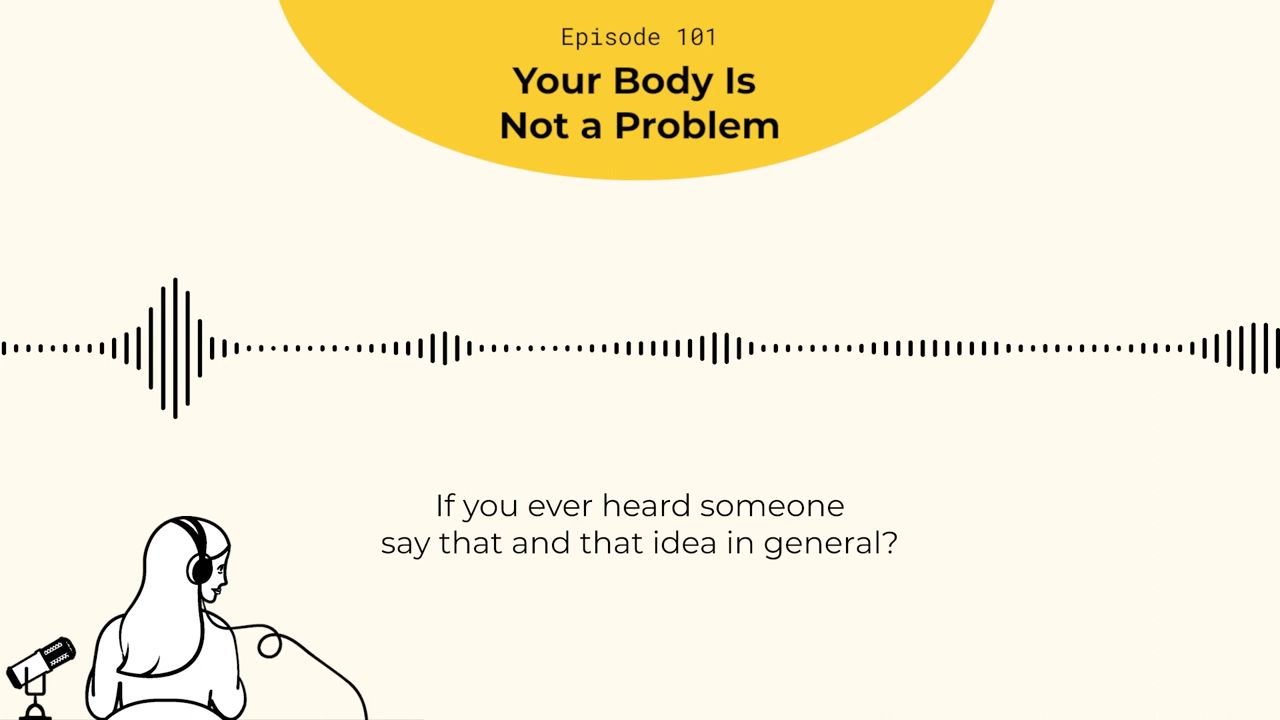 Episode 101
Your Body Is
Not a Problem
If you ever heard someone
say that and that idea in general?